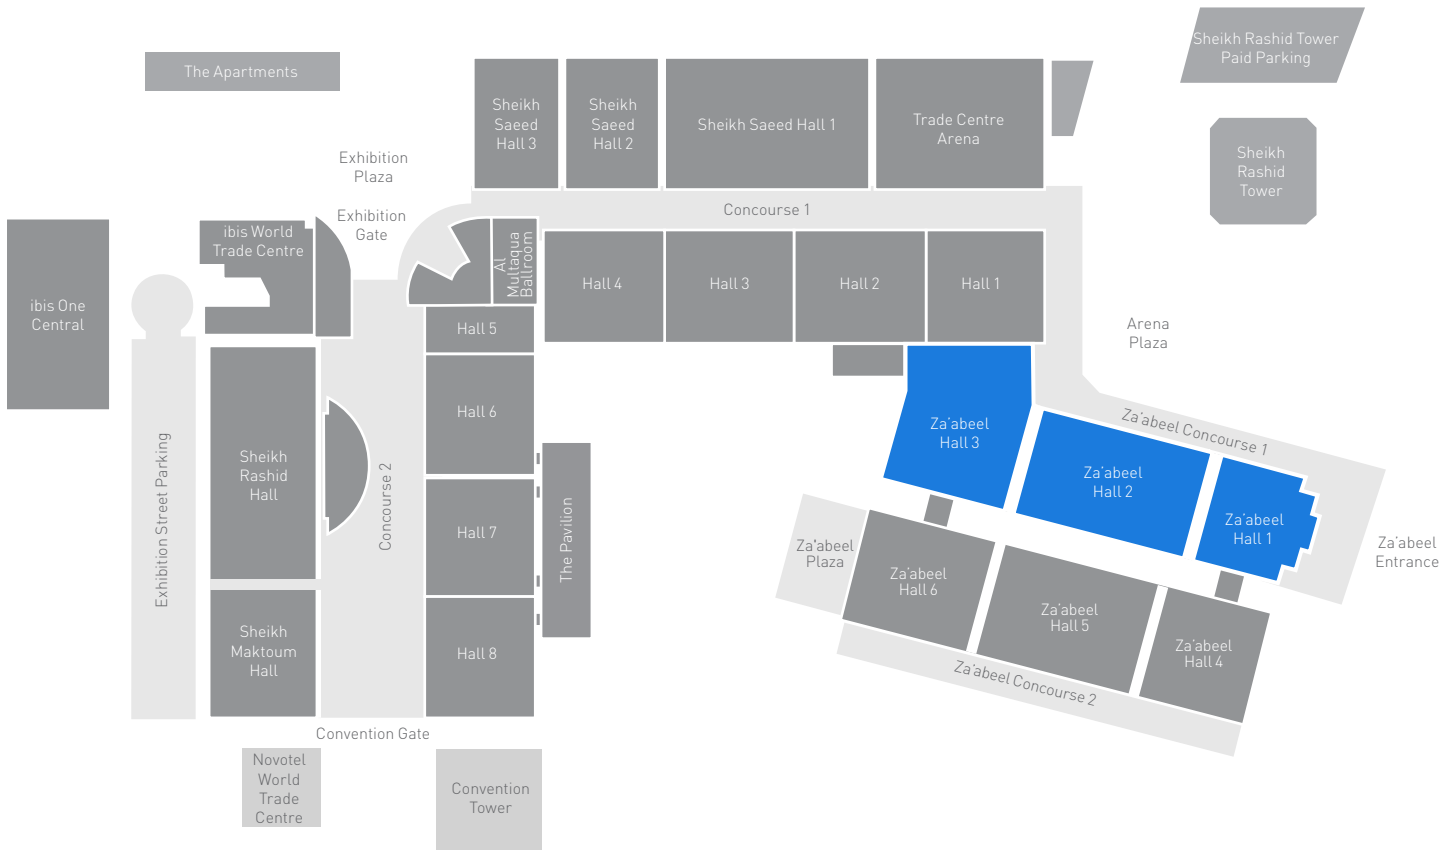 Sheikh Rashid Tower
Paid Parking
The Apartments
Sheikh
Saeed
Hall 3
Sheikh
Saeed
Hall 2
Sheikh Saeed Hall 1
Trade Centre
Arena
Sheikh
Rashid
Tower
Exhibition
Plaza
Exhibition
Gate
Concourse 1
ibis World
Trade Centre
Al
Multaqua
Ballroom
Hall 4
Hall 3
Hall 2
Hall 1
ibis One
Central
Hall 5
Arena
Plaza
Hall 6
Za'abeel
Hall 3
Za'abeel Concourse 1
Sheikh
Rashid
Hall
Za'abeel
Hall 2
Exhibition Street Parking
Concourse 2
Hall 7
The Pavilion
Za'abeel
Hall 1
Za'abeel
Plaza
Za'abeel
Entrance
Za'abeel
Hall 6
Za'abeel
Hall 5
Sheikh
Maktoum
Hall
Hall 8
Za'abeel
Hall 4
Za'abeel Concourse 2
Convention Gate
Novotel
World
Trade
Centre
Convention
Tower